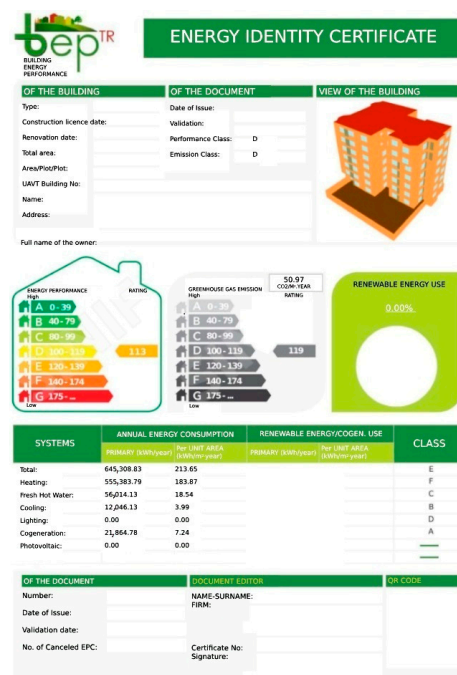 bepTR
BUILDING
ENERGY
PERFORMANCE
ENERGY IDENTITY CERTIFICATE
OF THE BUILDING
OF THE DOCUMENT
VIEW OF THE BUILDING
Type:
Date of Issue:
Construction licence date:
Validation:
Renovation date:
Performance Class: D
Total area:
Emission Class: D
Area/Plot/Plot:
UAVT Building No:
Name:
Address:
Full name of the owner:
ENERGY PERFORMANCE RATING
High
A 0-39
B 40-79
C 80-99
D 100-119 113
E 120-139
F 140-174
G 175-...
Low
50.97
CO2/M².YEAR
GREENHOUSE GAS EMISSION
High RATING
A 0-39
B 40-79
C 80-99
D 100-119 119
E 120-139
F 140-174
G 175-...
Low
RENEWABLE ENERGY USE
0.00%.
SYSTEMS
ANNUAL ENERGY CONSUMPTION
RENEWABLE ENERGY/COGEN. USE
CLASS
PRIMARY (kWh/year) Per UNIT AREA (kWh/m²·year) PRIMARY (kWh/year) Per UNIT AREA (kWh/m²·year)
Total: 645,308.83 213.65 E
Heating: 555,383.79 183.87 F
Fresh Hot Water: 56,014.13 18.54 C
Cooling: 12,046.13 3.99 B
Lighting: 0.00 0.00 D
Cogeneration: 21,864.78 7.24 A
Photovoltaic: 0.00 0.00
OF THE DOCUMENT
DOCUMENT EDITOR
QR CODE
Number:
NAME-SURNAME:
FIRM:
Date of Issue:
Validation date:
No. of Canceled EPC:
Certificate No:
Signature: